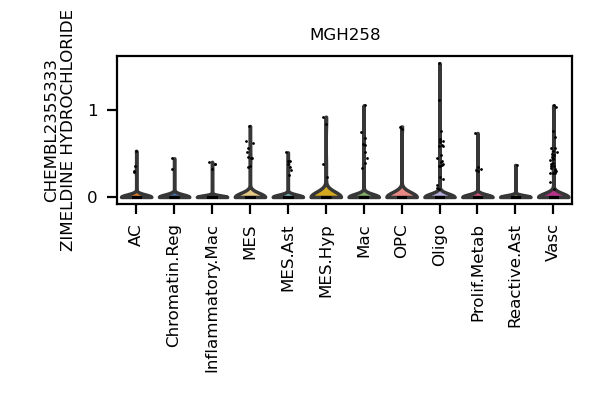 MGH258
CHEMBL2355333
ZIMELDINE HYDROCHLORIDE
1
0
AC
Chromatin.Reg
Inflammatory.Mac
MES
MES.Ast
MES.Hyp
Mac
OPC
Oligo
Prolif.Metab
Reactive.Ast
Vasc